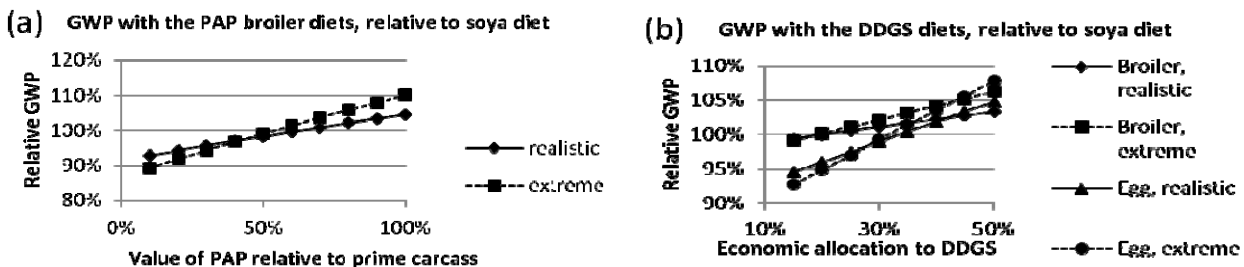 (a) GWP with the PAP broiler diets, relative to soya diet
Relative GWP
120%
110%
100%
90%
80%
0% 50% 100%
Value of PAP relative to prime carcass
realistic
extreme
(b) GWP with the DDGS diets, relative to soya diet
Relative GWP
110%
105%
100%
95%
90%
10% 30% 50%
Economic allocation to DDGS
Broiler,
realistic
Broiler,
extreme
Egg, realistic
Egg, extreme